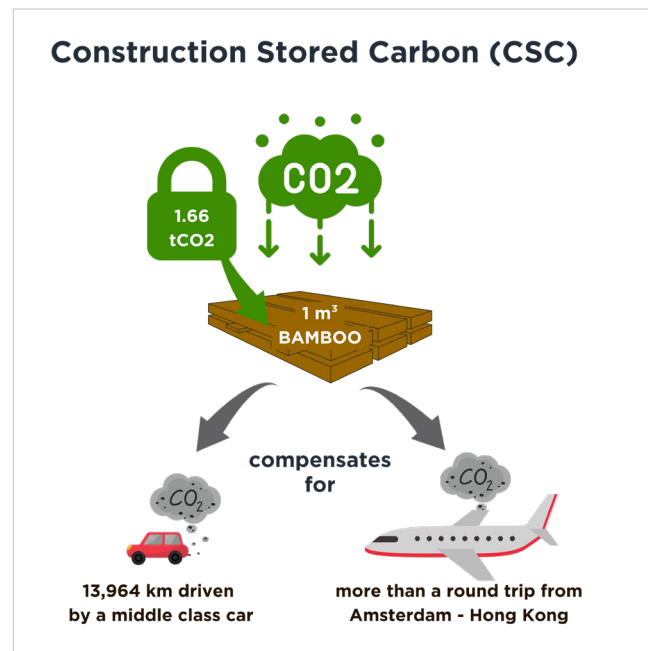 Construction Stored Carbon (CSC)
CO2
1.66
tCO2
1 m³
BAMBOO
compensates
for
CO₂
CO₂
13,964 km driven
by a middle class car
more than a round trip from
Amsterdam - Hong Kong